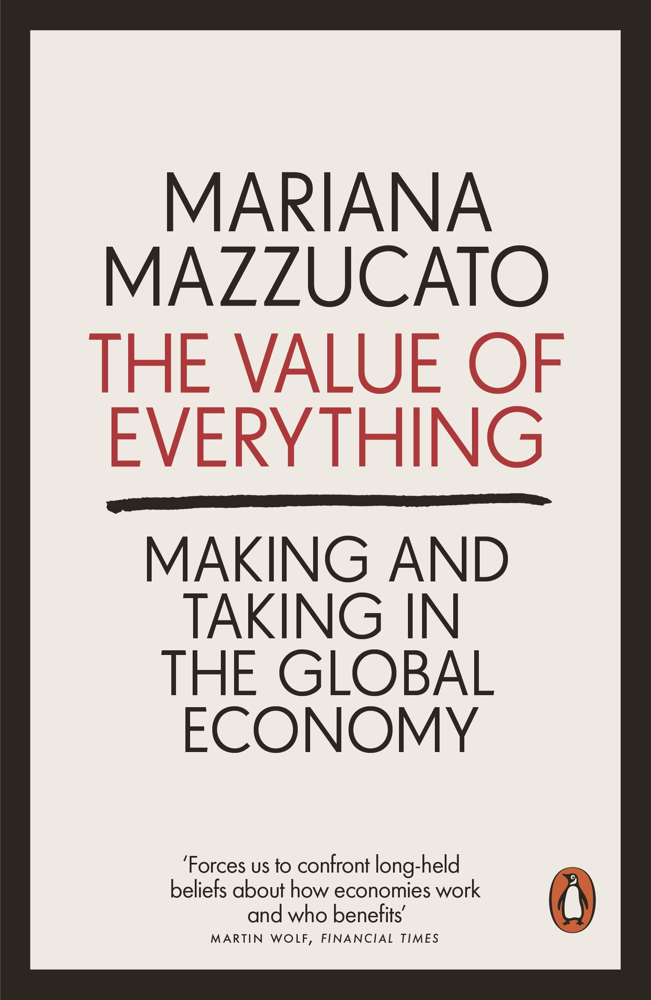 MARIANA
MAZZUCATO
THE VALUE OF
EVERYTHING
MAKING AND
TAKING IN
THE GLOBAL
ECONOMY
‘Forces us to confront long-held
beliefs about how economies work
and who benefits’
MARTIN WOLF, FINANCIAL TIMES